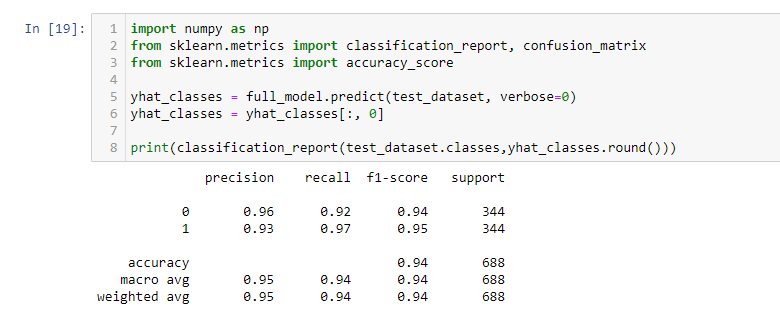 In [19]:
1 import numpy as np
2 from sklearn.metrics import classification_report, confusion_matrix
3 from sklearn.metrics import accuracy_score
4
5 yhat_classes = full_model.predict(test_dataset, verbose=0)
6 yhat_classes = yhat_classes[:, 0]
7
8 print(classification_report(test_dataset.classes,yhat_classes.round()))
precision recall f1-score support
0 0.96 0.92 0.94 344
1 0.93 0.97 0.95 344
accuracy 0.94 688
macro avg 0.95 0.94 0.94 688
weighted avg 0.95 0.94 0.94 688